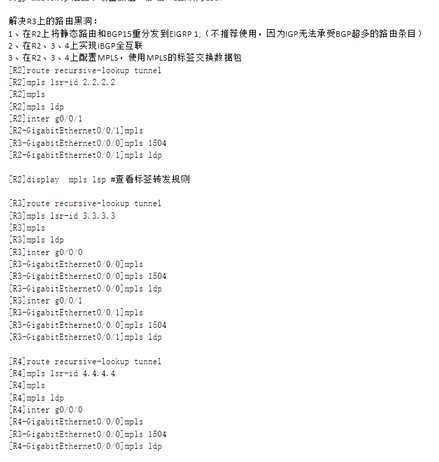 解决R3上的路由黑洞:
1、在R2上将静态路由和BGP15重分发到EIGRP 1;(不推荐使用，因为IGP无法承受BGP超多的路由条目)
2、在R2、3、4上实现IBGP全互联
3、在R2、3、4上配置MPLS，使用MPLS的标签交换数据包
[R2]route recursive-lookup tunnel
[R2]mpls lsr-id 2.2.2.2
[R2]mpls
[R2]mpls ldp
[R2]inter g0/0/1
[R2-GigabitEthernet0/0/1]mpls
[R3-GigabitEthernet0/0/0]mpls 1504
[R2-GigabitEthernet0/0/1]mpls ldp
[R2]display mpls lsp #查看标签转发规则
[R3]route recursive-lookup tunnel
[R3]mpls lsr-id 3.3.3.3
[R3]mpls
[R3]mpls ldp
[R3]inter g0/0/0
[R3-GigabitEthernet0/0/0]mpls
[R3-GigabitEthernet0/0/0]mpls 1504
[R3-GigabitEthernet0/0/0]mpls ldp
[R3]inter g0/0/1
[R3-GigabitEthernet0/0/1]mpls
[R3-GigabitEthernet0/0/1]mpls 1504
[R3-GigabitEthernet0/0/1]mpls ldp
[R4]route recursive-lookup tunnel
[R4]mpls lsr-id 4.4.4.4
[R4]mpls
[R4]mpls ldp
[R4]inter g0/0/0
[R4-GigabitEthernet0/0/0]mpls
[R3-GigabitEthernet0/0/0]mpls 1504
[R4-GigabitEthernet0/0/0]mpls ldp